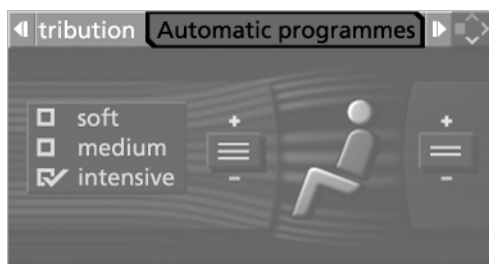 tribution Automatic programmes
soft
medium
intensive
+
-
+
-